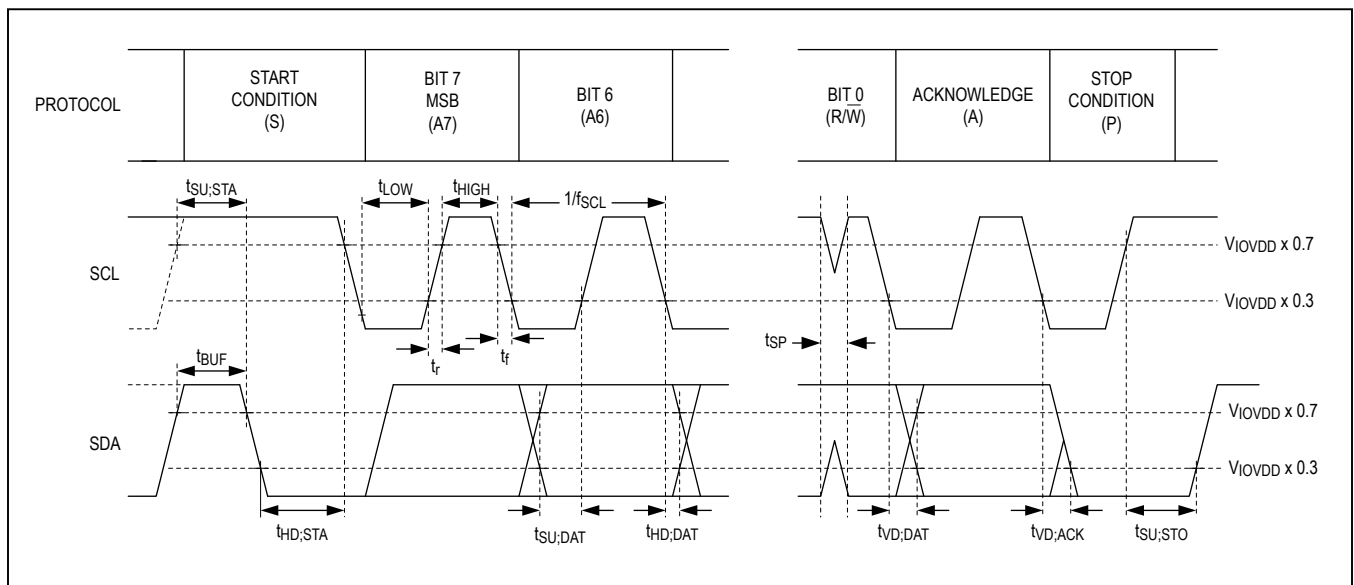 PROTOCOL
START
CONDITION
(S)
BIT 7
MSB
(A7)
BIT 6
(A6)
BIT 0
(R/W̅)
ACKNOWLEDGE
(A)
STOP
CONDITION
(P)
tSU;STA
tLOW
tHIGH
1/fSCL
SCL
VIOVDD x 0.7
VIOVDD x 0.3
tr
tf
tSP
tBUF
SDA
VIOVDD x 0.7
VIOVDD x 0.3
tHD;STA
tSU;DAT
tHD;DAT
tVD;DAT
tVD;ACK
tSU;STO